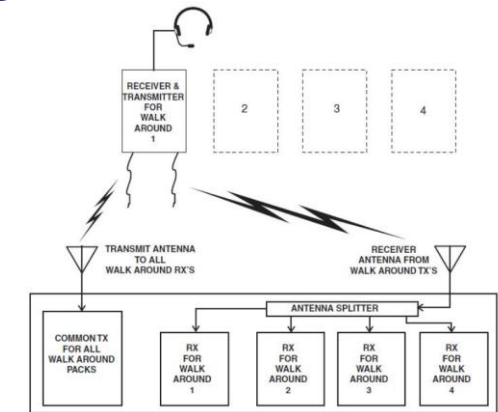 RECEIVER &
TRANSMITTER
FOR
WALK
AROUND
1
2
3
4
TRANSMIT ANTENNA
TO ALL
WALK AROUND RX'S
RECEIVER
ANTENNA FROM
WALK AROUND TX'S
ANTENNA SPLITTER
COMMON TX
FOR ALL
WALK AROUND
PACKS
RX
FOR
WALK
AROUND
1
RX
FOR
WALK
AROUND
2
RX
FOR
WALK
AROUND
3
RX
FOR
WALK
AROUND
4